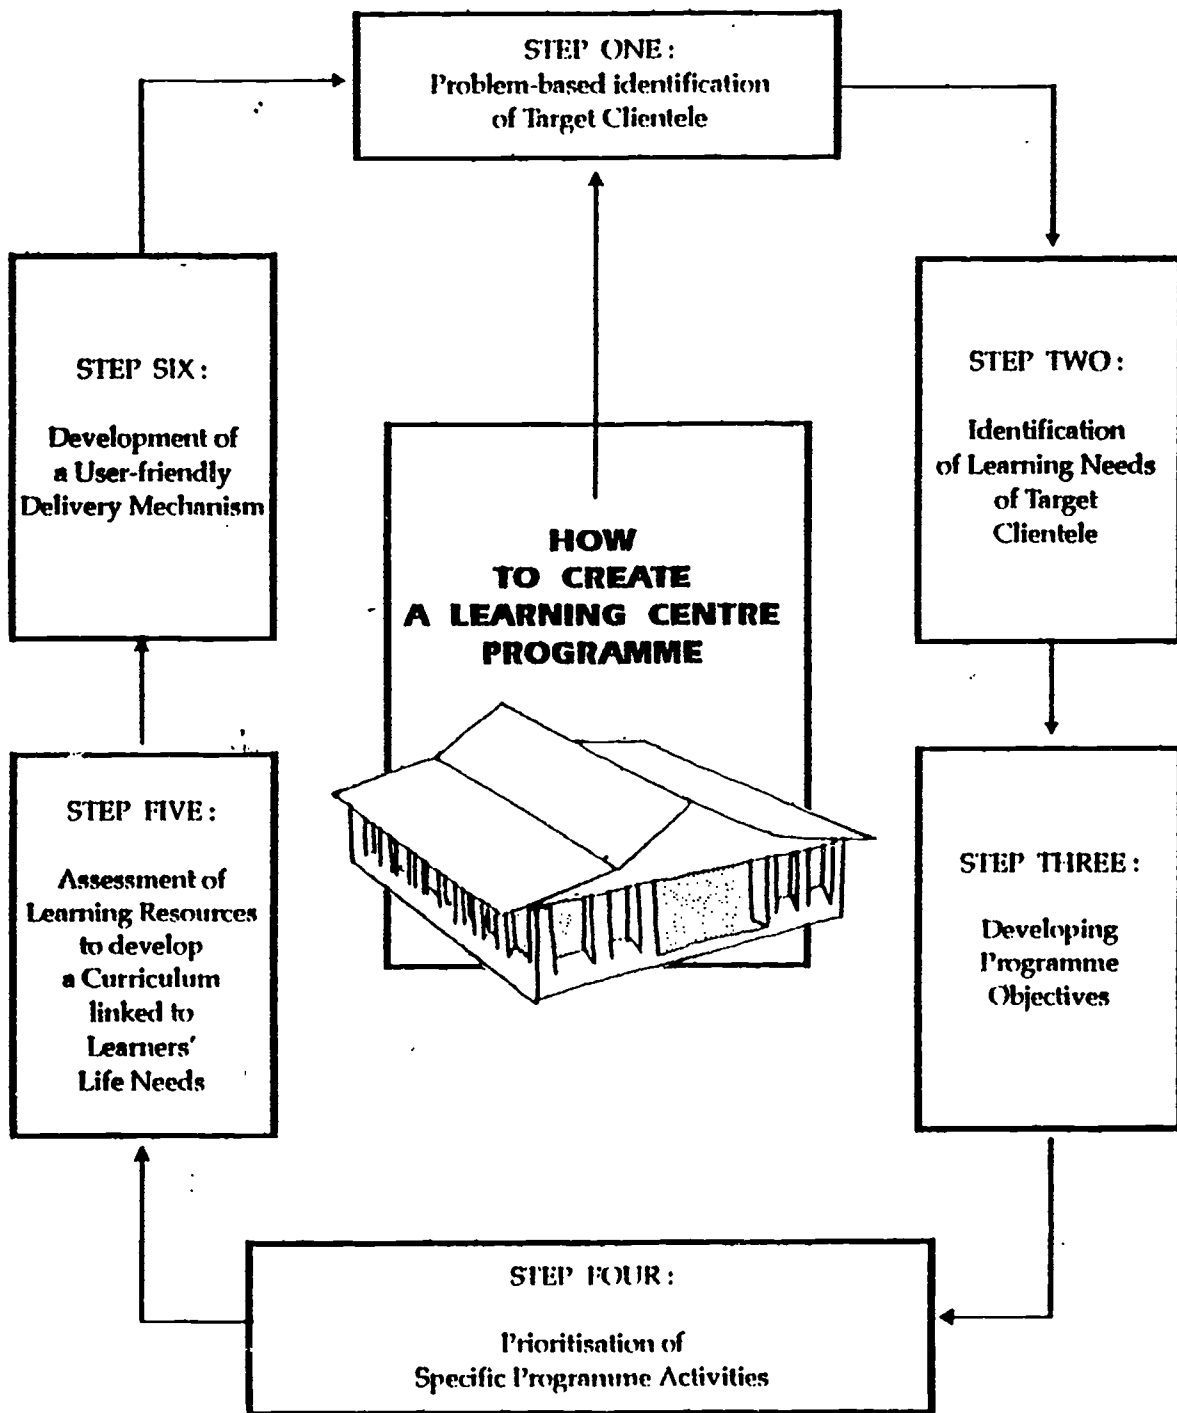 STEP ONE:
Problem-based identification
of Target Clientele
STEP TWO:
Identification
of Learning Needs
of Target
Clientele
STEP THREE:
Developing
Programme
Objectives
STEP FOUR:
Prioritisation of
Specific Programme Activities
STEP FIVE:
Assessment of
Learning Resources
to develop
a Curriculum
linked to
Learners'
Life Needs
STEP SIX:
Development of
a User-friendly
Delivery Mechanism
HOW
TO CREATE
A LEARNING CENTRE
PROGRAMME